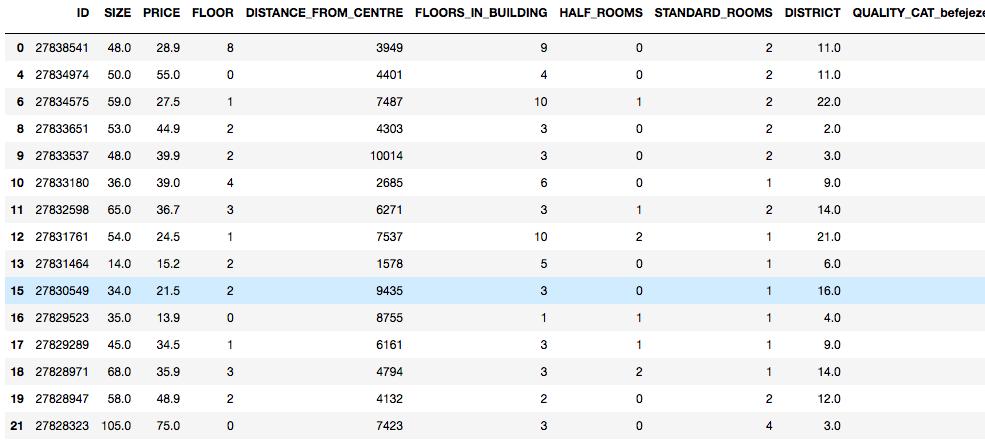 ID SIZE PRICE FLOOR DISTANCE_FROM_CENTRE FLOORS_IN_BUILDING HALF_ROOMS STANDARD_ROOMS DISTRICT QUALITY_CAT_befejeze
0 27838541 48.0 28.9 8 3949 9 0 2 11.0
4 27834974 50.0 55.0 0 4401 4 0 2 11.0
6 27834575 59.0 27.5 1 7487 10 1 2 22.0
8 27833651 53.0 44.9 2 4303 3 0 2 2.0
9 27833537 48.0 39.9 2 10014 3 0 2 3.0
10 27833180 36.0 39.0 4 2685 6 0 1 9.0
11 27832598 65.0 36.7 3 6271 3 1 2 14.0
12 27831761 54.0 24.5 1 7537 10 2 1 21.0
13 27831464 14.0 15.2 2 1578 5 0 1 6.0
15 27830549 34.0 21.5 2 9435 3 0 1 16.0
16 27829523 35.0 13.9 0 8755 1 1 1 4.0
17 27829289 45.0 34.5 1 6161 3 1 1 9.0
18 27828971 68.0 35.9 3 4794 3 2 1 14.0
19 27828947 58.0 48.9 2 4132 2 0 2 12.0
21 27828323 105.0 75.0 0 7423 3 0 4 3.0